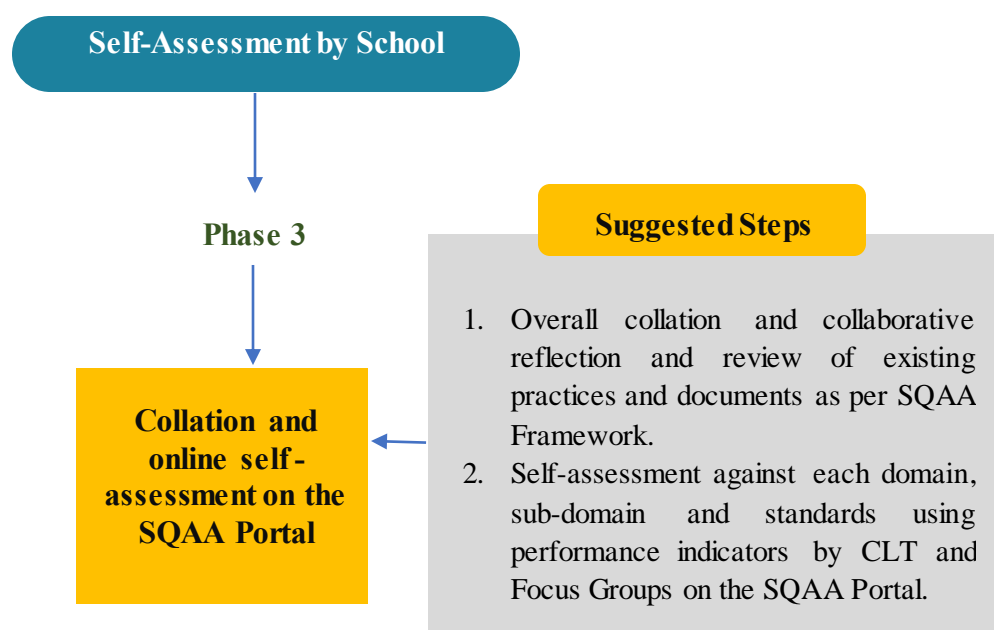 Self-Assessment by School
Phase 3
Collation and
online self-
assessment on the
SQAA Portal
Suggested Steps
1. Overall collation and collaborative
reflection and review of existing
practices and documents as per SQAA
Framework.
2. Self-assessment against each domain,
sub-domain and standards using
performance indicators by CLT and
Focus Groups on the SQAA Portal.